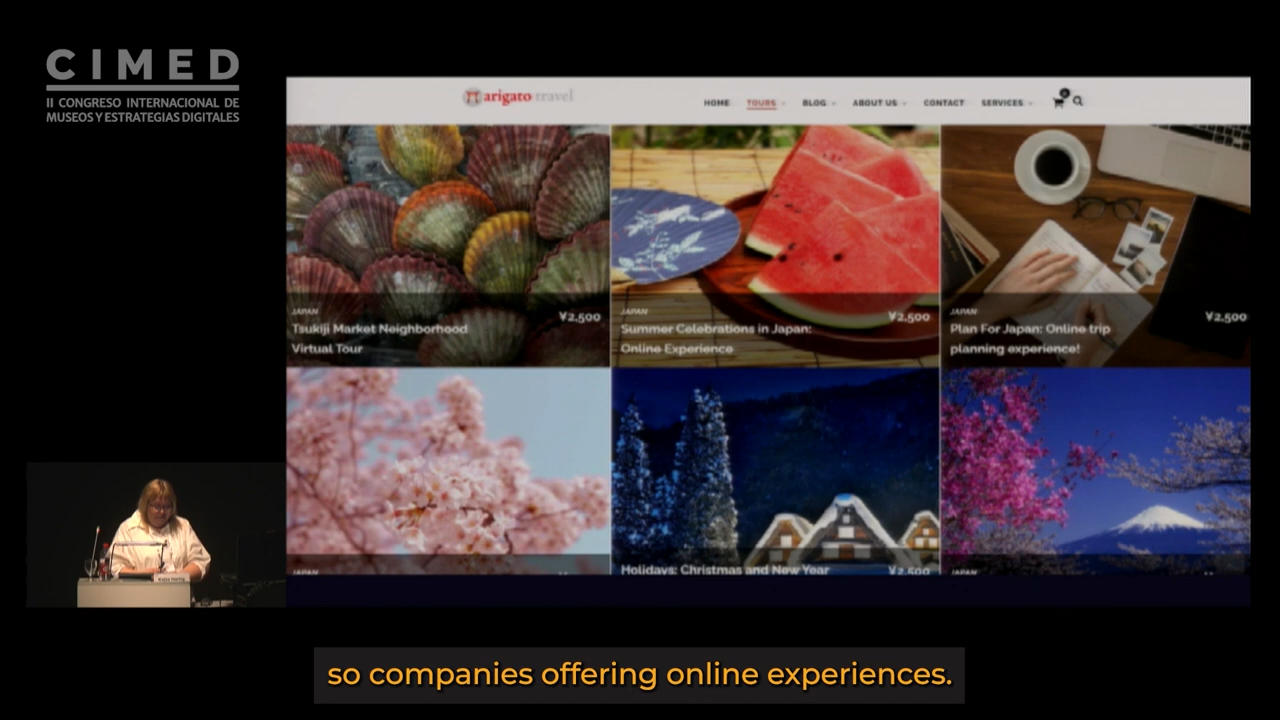 CIMED
II CONGRESO INTERNACIONAL DE
MUSEOS Y ESTRATEGIAS DIGITALES
arigato travel
HOME TOURS BLOG ABOUT US CONTACT SERVICES
JAPAN
Tsukiji Market Neighborhood
Virtual Tour
¥2,500
JAPAN
Summer Celebrations in Japan:
Online Experience
¥2,500
JAPAN
Plan For Japan: Online trip
planning experience!
¥2,500
JAPAN
Holidays: Christmas and New Year
¥2,500
JAPAN
so companies offering online experiences.